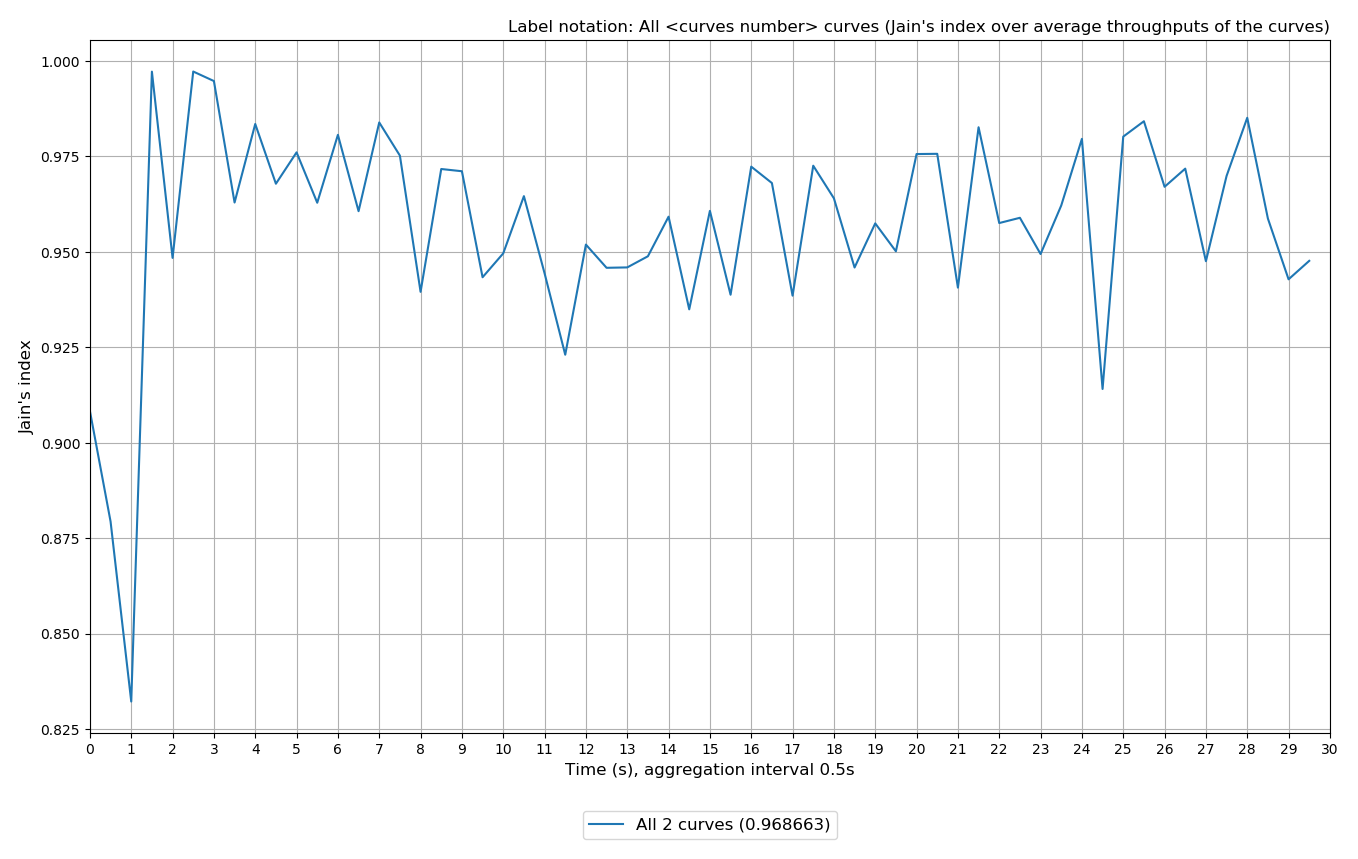 Label notation: All <curves number> curves (Jain's index over average throughputs of the curves)
1.000
0.975
0.950
0.925
0.900
0.875
0.850
0.825
Jain's index
0 1 2 3 4 5 6 7 8 9 10 11 12 13 14 15 16 17 18 19 20 21 22 23 24 25 26 27 28 29 30
Time (s), aggregation interval 0.5s
All 2 curves (0.968663)